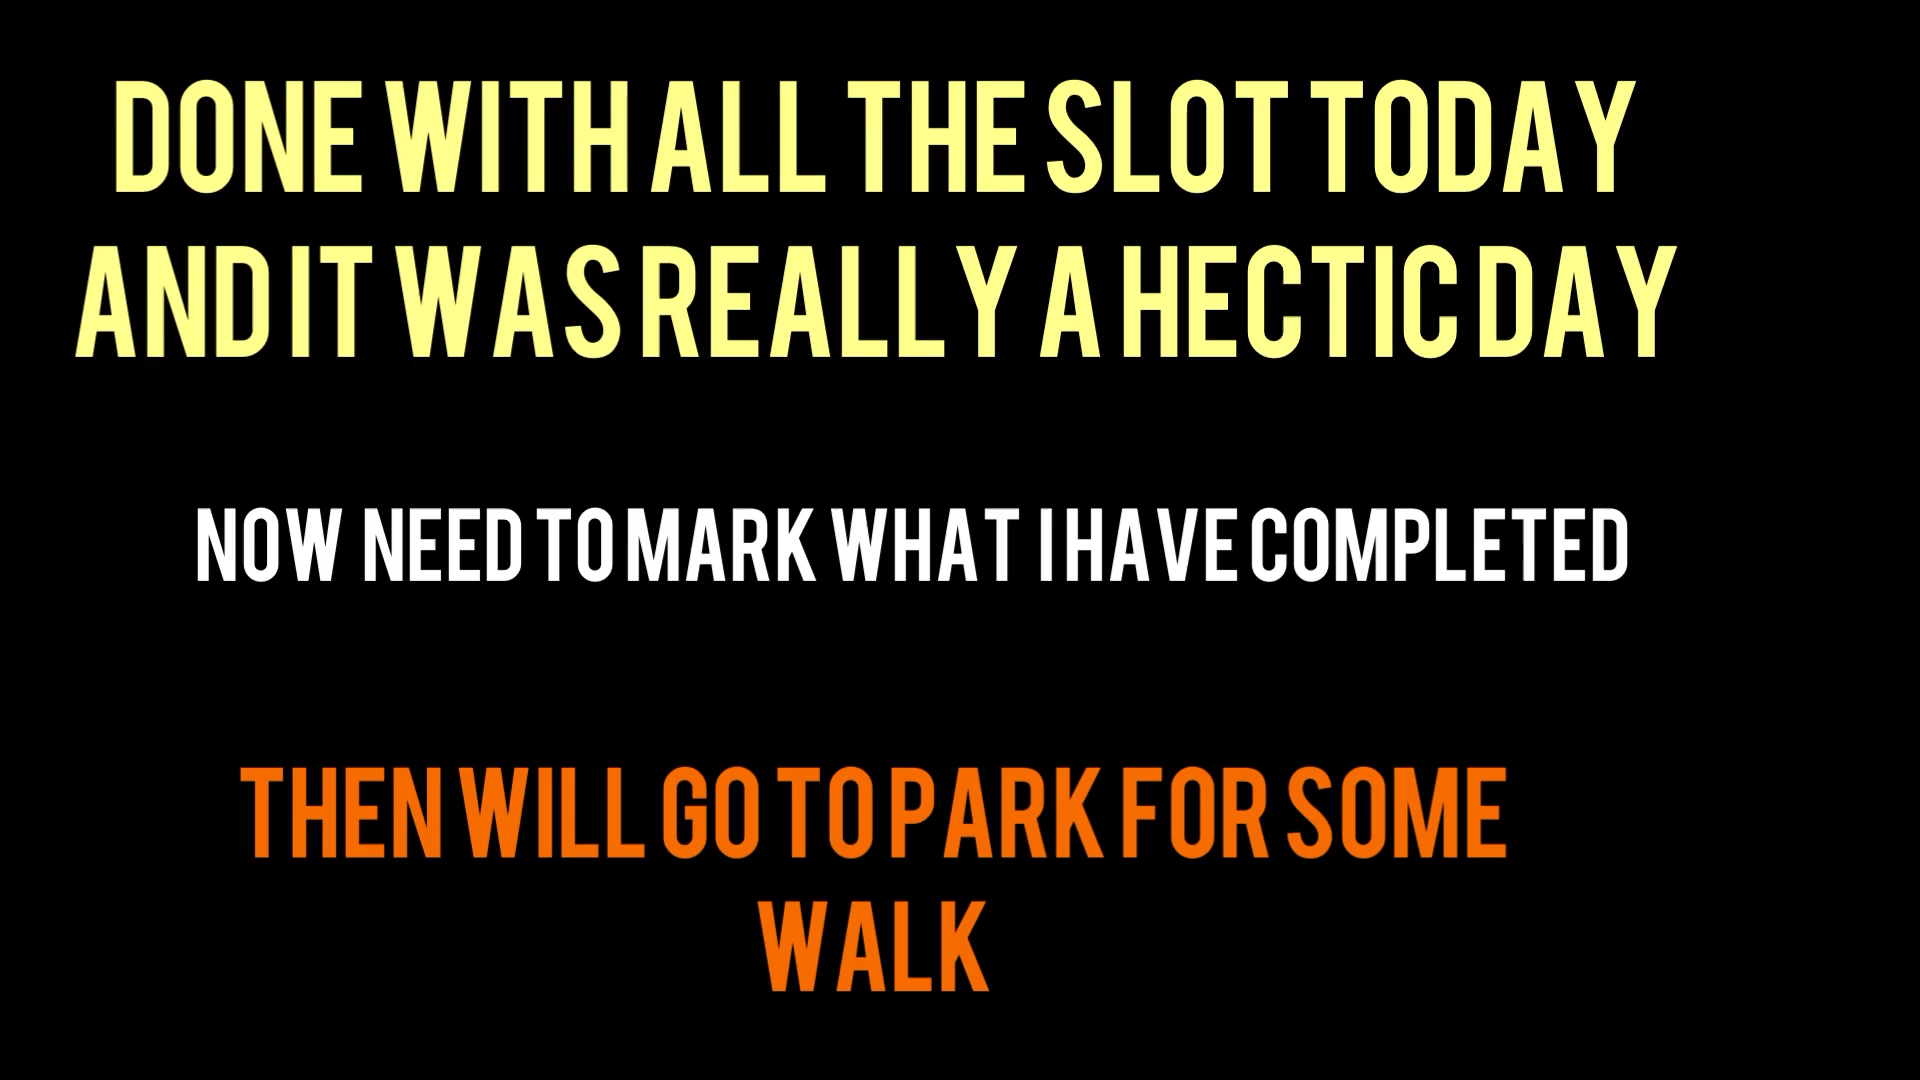 DONE WITH ALL THE SLOT TODAY
AND IT WAS REALLY A HECTIC DAY
NOW NEED TO MARK WHAT I HAVE COMPLETED
THEN WILL GO TO PARK FOR SOME
WALK